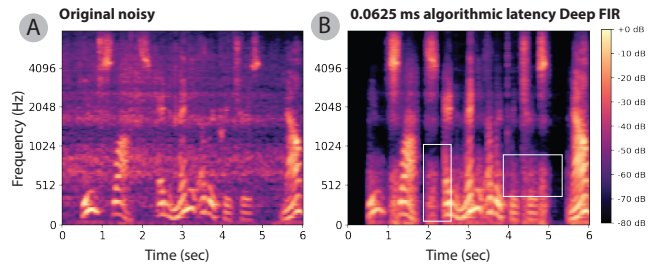 A Original noisy
B 0.0625 ms algorithmic latency Deep FIR
Frequency (Hz)
4096
2048
1024
512
0
0 1 2 3 4 5 6
Time (sec)
4096
2048
1024
512
0
0 1 2 3 4 5 6
Time (sec)
+0 dB
-10 dB
-20 dB
-30 dB
-40 dB
-50 dB
-60 dB
-70 dB
-80 dB